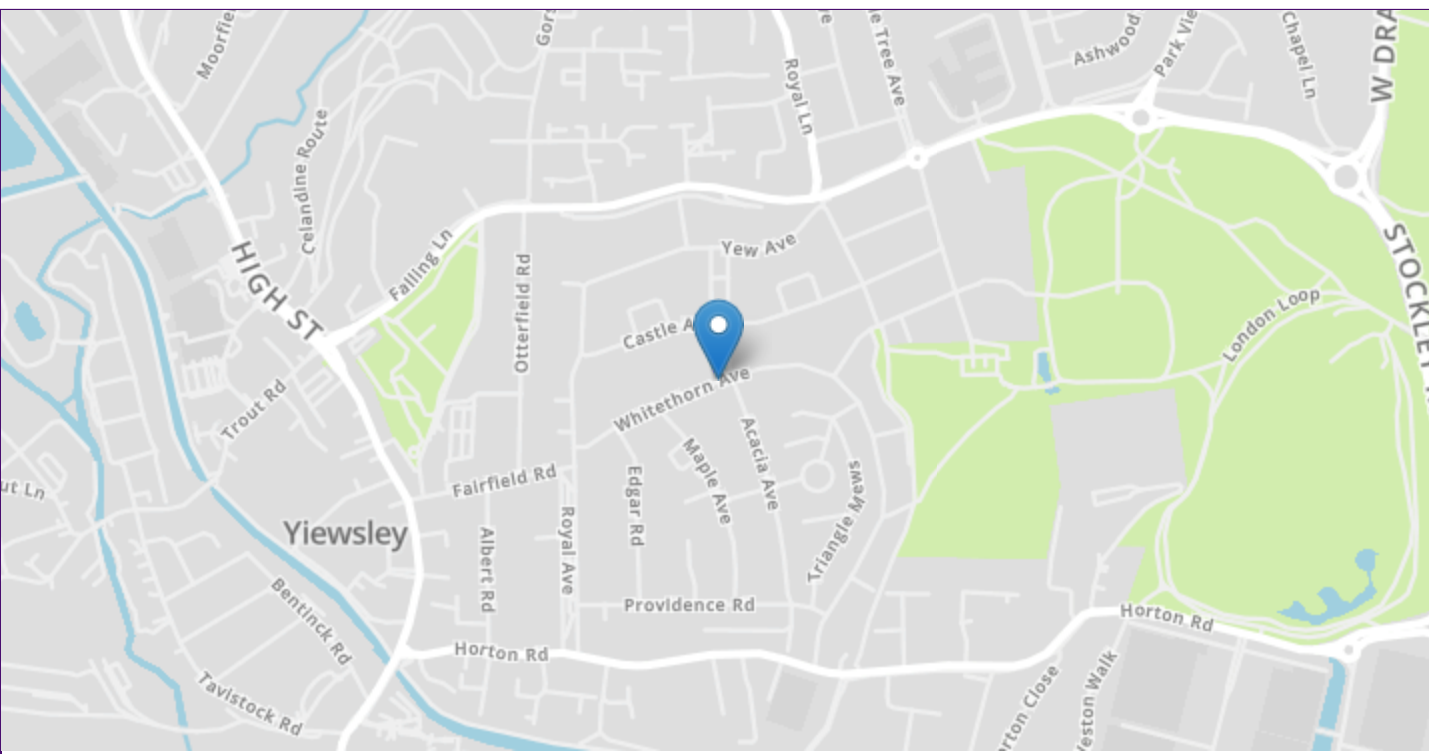 Moorfie
Gors
Royal Ln
e Tree Ave
Ashwood
Park Vie
Chapel Ln
W DRA
Celandine Route
HIGH ST
Falling Ln
Otterfield Rd
Yew Ave
Castle A
Whitethorn Ave
STOCKLEY
London Loop
Trout Rd
ut Ln
Fairfield Rd
Edgar Rd
Maple Ave
Acacia Ave
Triangle Mews
Yiewsley
Albert Rd
Royal Ave
Providence Rd
Bentinck Rd
Horton Rd
Horton Rd
Tavistock Rd
rton Close
leston Walk